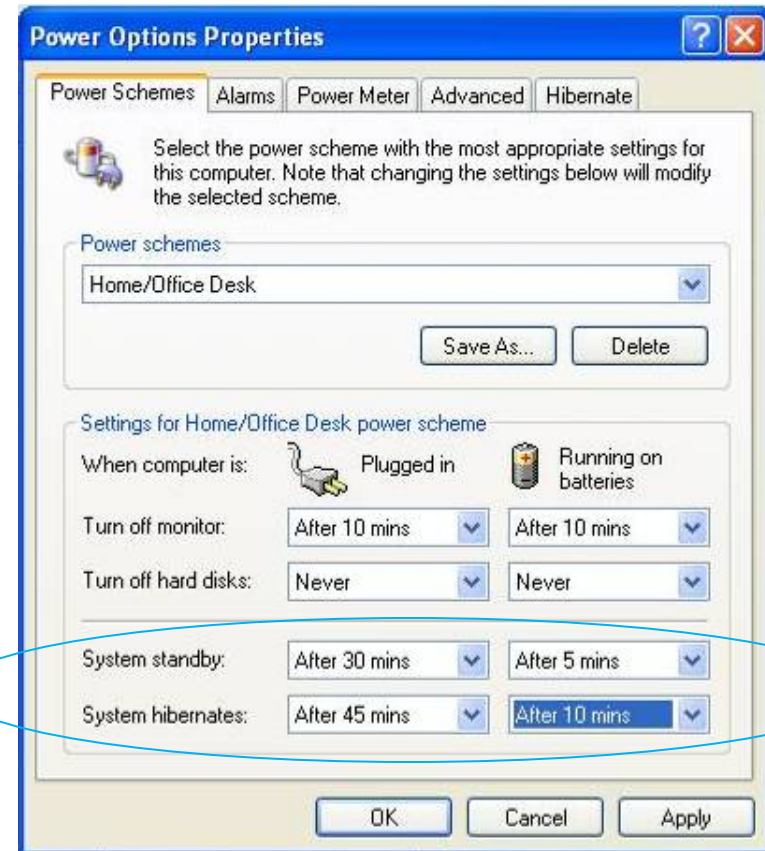 Power Options Properties
Power Schemes Alarms Power Meter Advanced Hibernate
Select the power scheme with the most appropriate settings for
this computer. Note that changing the settings below will modify
the selected scheme.
Power schemes
Home/Office Desk
Save As... Delete
Settings for Home/Office Desk power scheme
When computer is: Plugged in Running on
batteries
Turn off monitor: After 10 mins After 10 mins
Turn off hard disks: Never Never
System standby: After 30 mins After 5 mins
System hibernates: After 45 mins After 10 mins
OK Cancel Apply